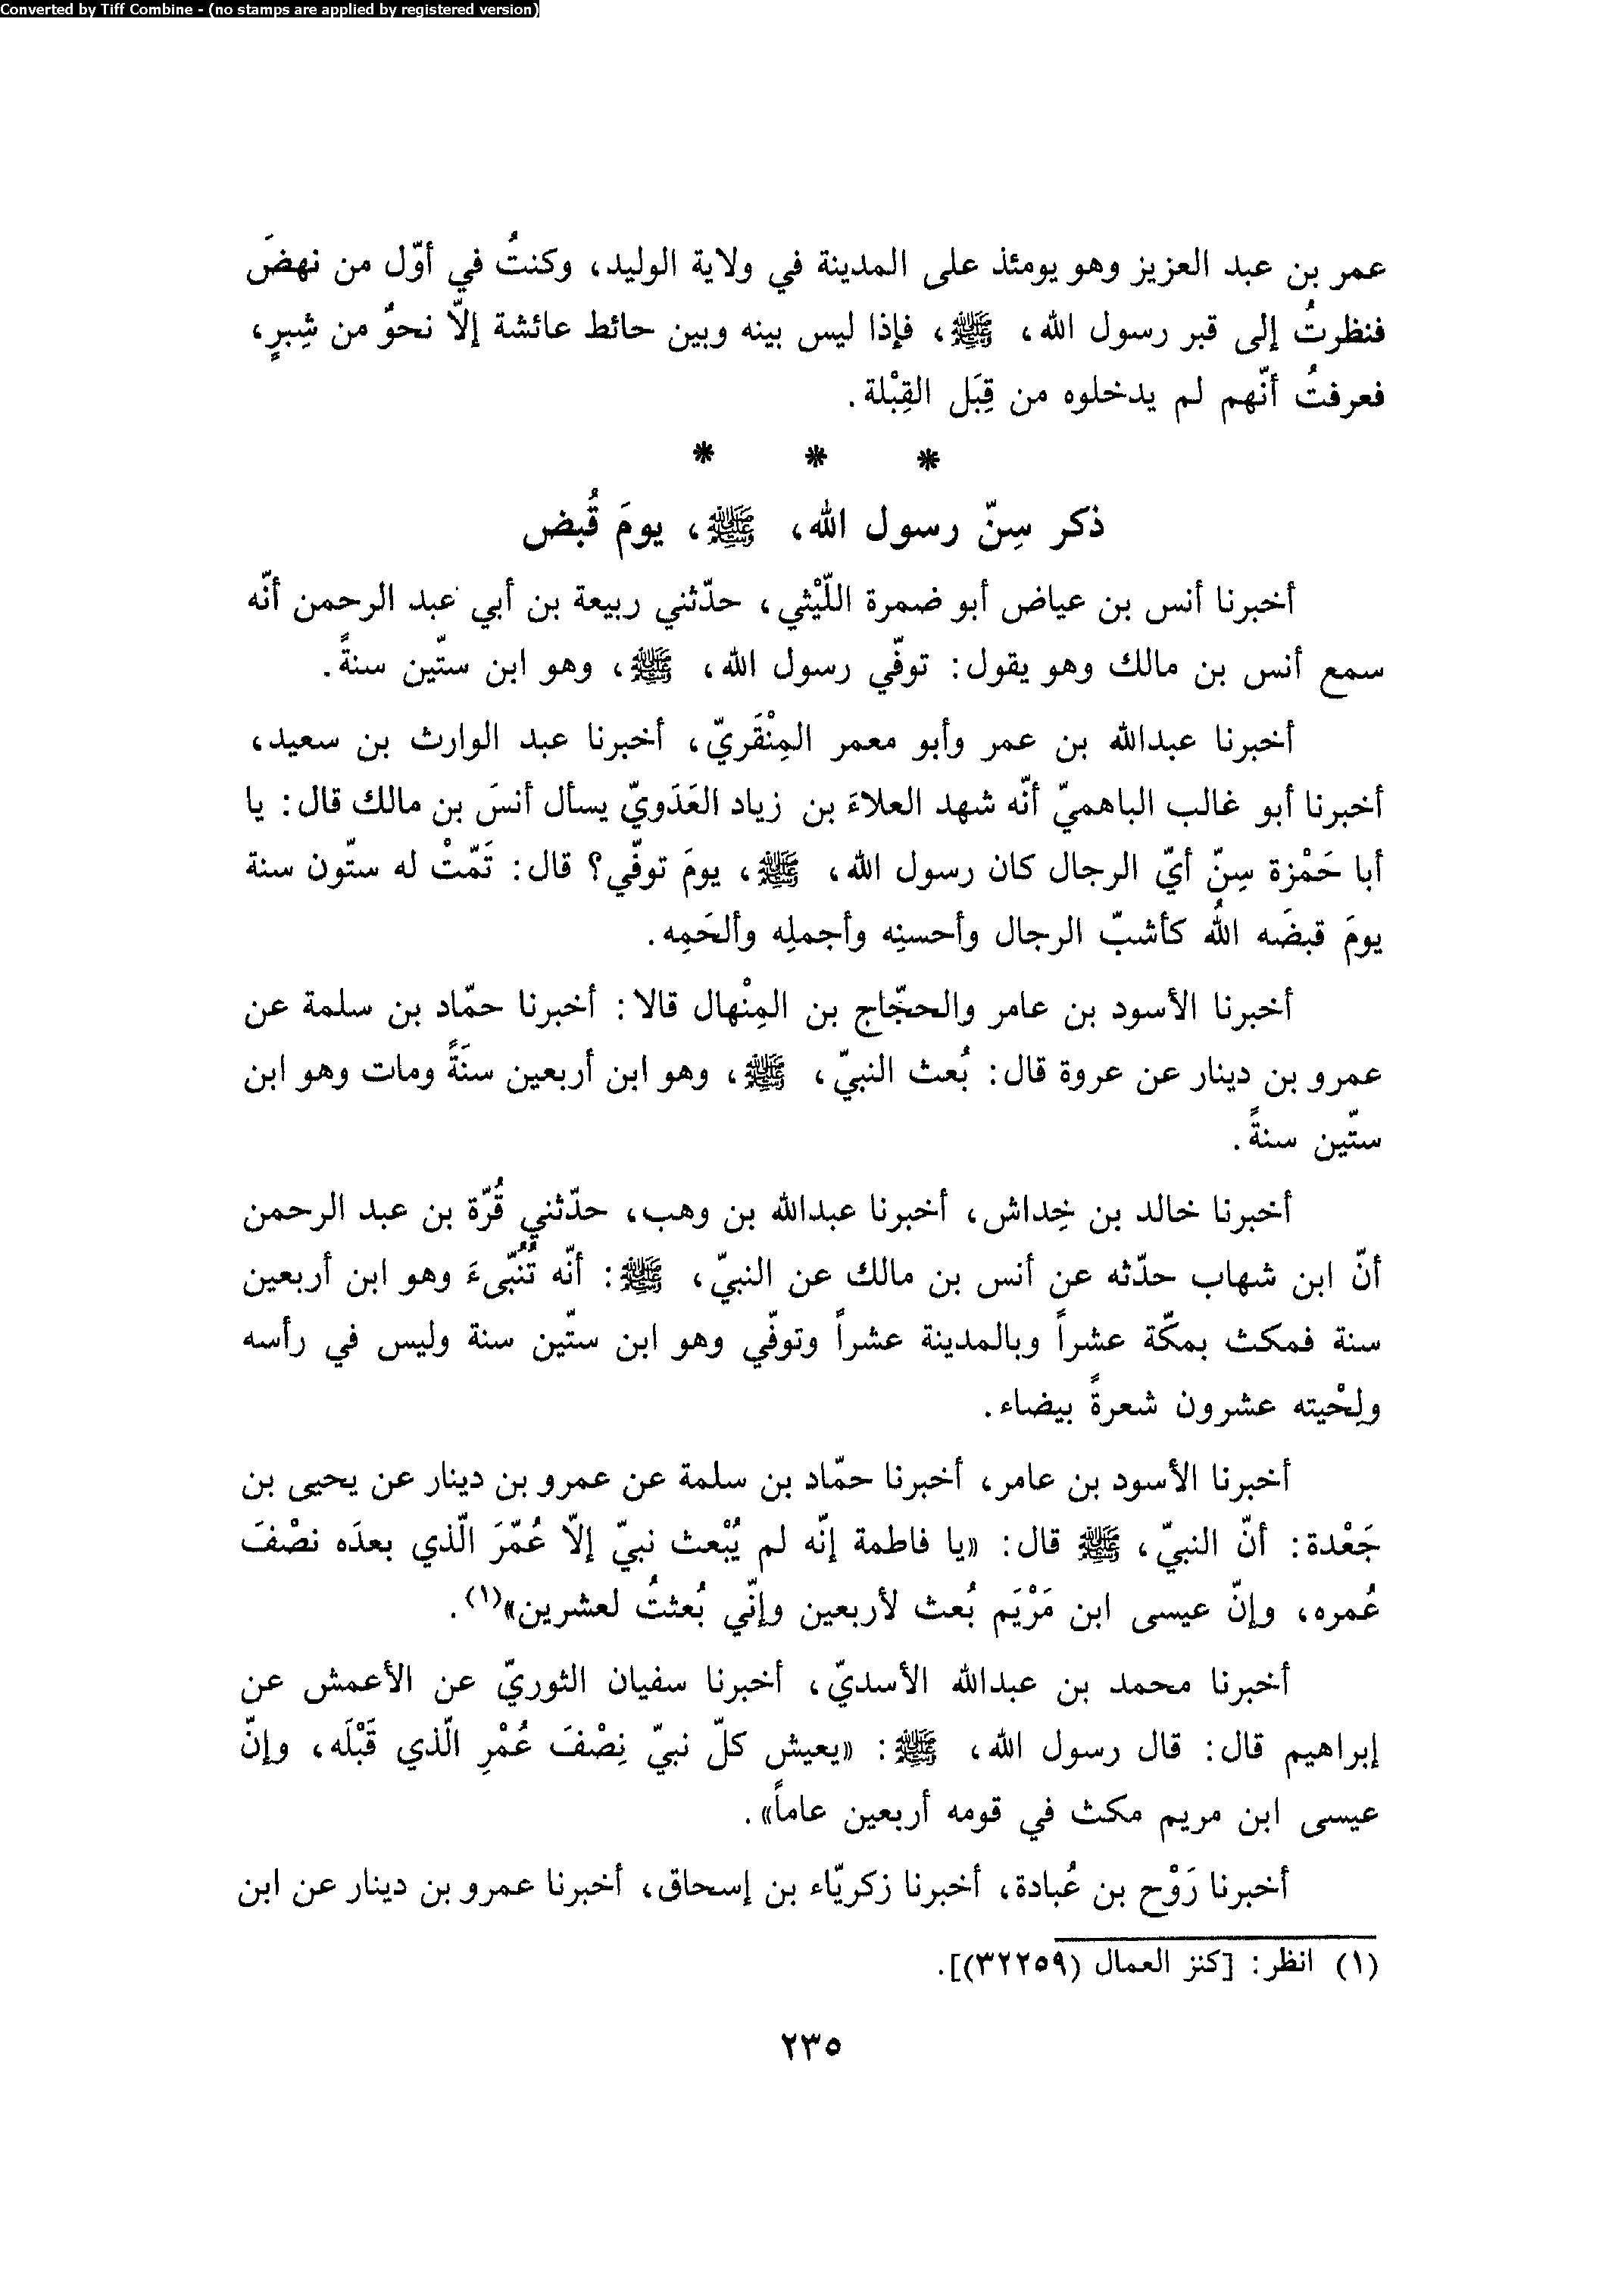 Converted by Tiff Combine - (no stamps are applied by registered version)
عمر بن عبد العزيز وهو يومئذ على المدينة في ولاية الوليد، وكنتُ في أوّل من نهضَ
فنظرتُ إلى قبر رسول الله، ﷺ، فإذا ليس بينه وبين حائط عائشة إلّا نحوٌ من شِبرٍ،
فعرفتُ أنّهم لم يدخلوه من قِبَل القِبْلة.
* * *
ذكر سِنّ رسول الله، ﷺ، يومَ قُبض
أخبرنا أنس بن عياض أبو ضمرة اللّيْثي، حدّثني ربيعة بن أبي عبد الرحمن أنّه
سمع أنس بن مالك وهو يقول: توفّي رسول الله، ﷺ، وهو ابن ستّين سنةً.
أخبرنا عبدالله بن عمر وأبو معمر المِنْقَريّ، أخبرنا عبد الوارث بن سعيد،
أخبرنا أبو غالب الباهميّ أنّه شهد العلاءَ بن زياد العَدَويّ يسأل أنسَ بن مالك قال: يا
أبا حَمْزة سِنّ أيّ الرجال كان رسول الله، ﷺ، يومَ توفّي؟ قال: تَمّتْ له ستّون سنة
يومَ قبضَه اللهُ كأشبّ الرجال وأحسنِه وأجملِه وألحَمِه.
أخبرنا الأسود بن عامر والحجّاج بن المِنْهال قالا: أخبرنا حمّاد بن سلمة عن
عمرو بن دينار عن عروة قال: بُعث النبيّ، ﷺ، وهو ابن أربعين سنَةً ومات وهو ابن
ستّين سنةً.
أخبرنا خالد بن خِداش، أخبرنا عبدالله بن وهب، حدّثني قُرّة بن عبد الرحمن
أنّ ابن شهاب حدّثه عن أنس بن مالك عن النبيّ، ﷺ: أنّه تُنُبّىءَ وهو ابن أربعين
سنة فمكث بمكّة عشراً وبالمدينة عشراً وتوفّي وهو ابن ستّين سنة وليس في رأسه
ولِحْيته عشرون شعرةً بيضاء.
أخبرنا الأسود بن عامر، أخبرنا حمّاد بن سلمة عن عمرو بن دينار عن يحيى بن
جَعْدة: أنّ النبيّ، ﷺ قال: «يا فاطمة إنّه لم يُبْعث نبيّ إلّا عُمّرَ الّذي بعدَه نصْفَ
عُمره، وإنّ عيسى ابن مَرْيَم بُعث لأربعين وإنّي بُعثتُ لعشرين»(١).
أخبرنا محمد بن عبدالله الأسديّ، أخبرنا سفيان الثوريّ عن الأعمش عن
إبراهيم قال: قال رسول الله، ﷺ: «يعيش كلّ نبيّ نِصْفَ عُمْرِ الّذي قَبْلَه، وإنّ
عيسى ابن مريم مكث في قومه أربعين عاماً».
أخبرنا رَوْح بن عُبادة، أخبرنا زكريّاء بن إسحاق، أخبرنا عمرو بن دينار عن ابن
(١) انظر: [كنز العمال (٣٢٢٥٩)].
٢٣٥